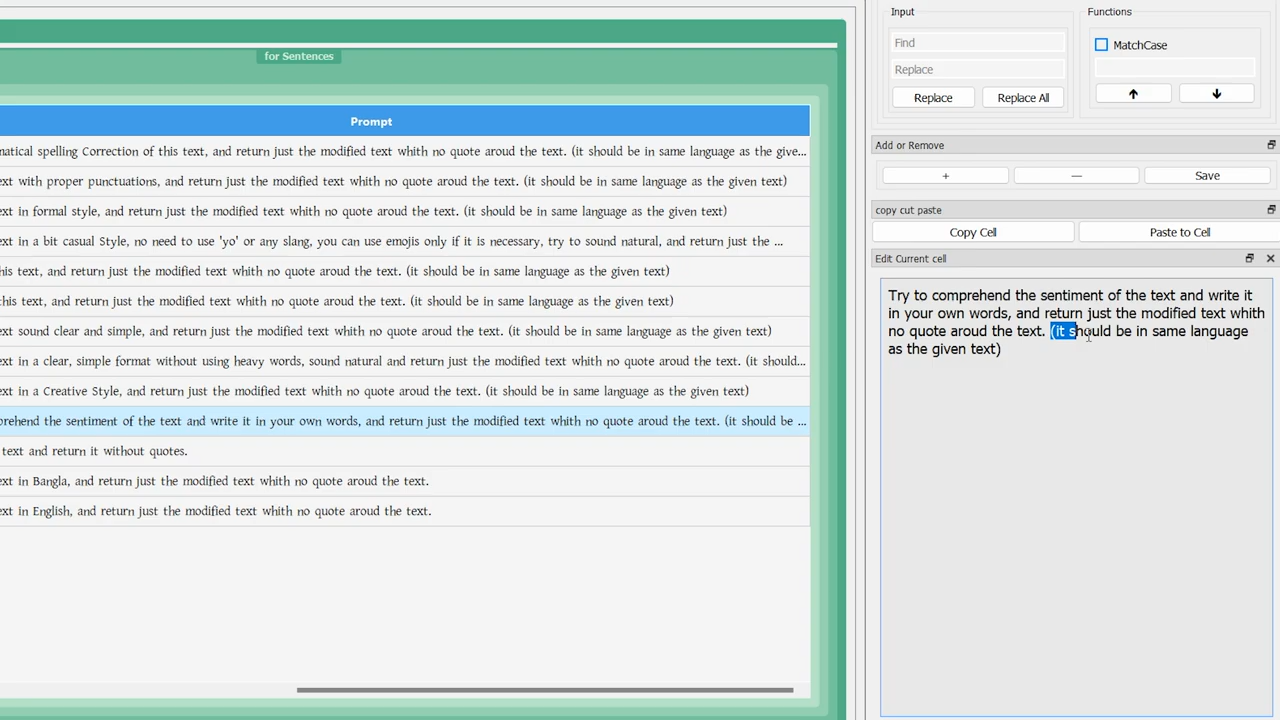 for Sentences
Prompt
matical spelling Correction of this text, and return just the modified text whith no quote aroud the text. (it should be in same language as the give...
ext with proper punctuations, and return just the modified text whith no quote aroud the text. (it should be in same language as the given text)
ext in formal style, and return just the modified text whith no quote aroud the text. (it should be in same language as the given text)
ext in a bit casual Style, no need to use 'yo' or any slang, you can use emojis only if it is necessary, try to sound natural, and return just the ...
his text, and return just the modified text whith no quote aroud the text. (it should be in same language as the given text)
this text, and return just the modified text whith no quote aroud the text. (it should be in same language as the given text)
ext sound clear and simple, and return just the modified text whith no quote aroud the text. (it should be in same language as the given text)
ext in a clear, simple format without using heavy words, sound natural and return just the modified text whith no quote aroud the text. (it should...
ext in a Creative Style, and return just the modified text whith no quote aroud the text. (it should be in same language as the given text)
prehend the sentiment of the text and write it in your own words, and return just the modified text whith no quote aroud the text. (it should be ...
text and return it without quotes.
ext in Bangla, and return just the modified text whith no quote aroud the text.
ext in English, and return just the modified text whith no quote aroud the text.
Input
Functions
Find
MatchCase
Replace
Replace
Replace All
Add or Remove
+
—
Save
copy cut paste
Copy Cell
Paste to Cell
Edit Current cell
Try to comprehend the sentiment of the text and write it
in your own words, and return just the modified text whith
no quote aroud the text. (it should be in same language
as the given text)